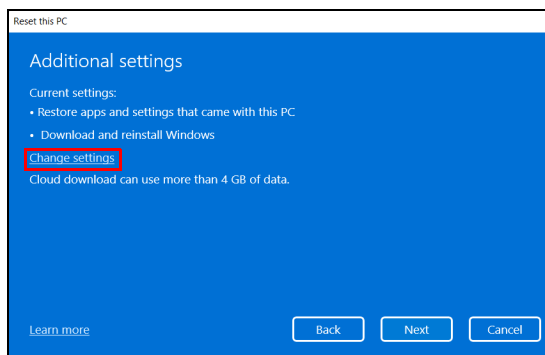 Reset this PC
Additional settings
Current settings:
• Restore apps and settings that came with this PC
• Download and reinstall Windows
Change settings
Cloud download can use more than 4 GB of data.
Learn more
Back
Next
Cancel